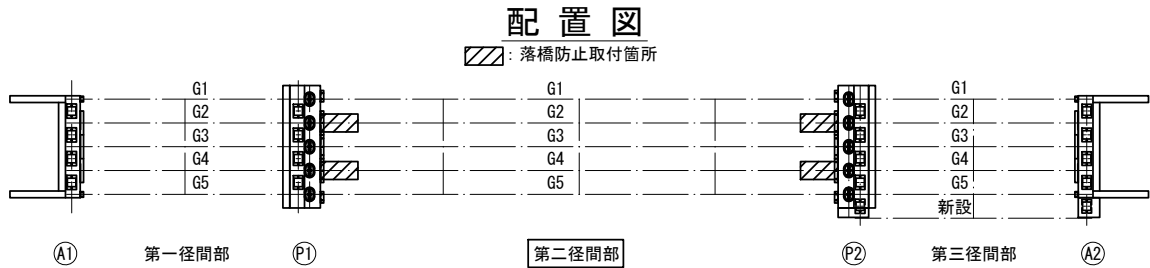 配置図
: 落橋防止取付箇所
G1 G1 G1
G2 G2 G2
G3 G3 G3
G4 G4 G4
G5 G5 G5
新設
A1 第一径間部 P1 第二径間部 P2 第三径間部 A2